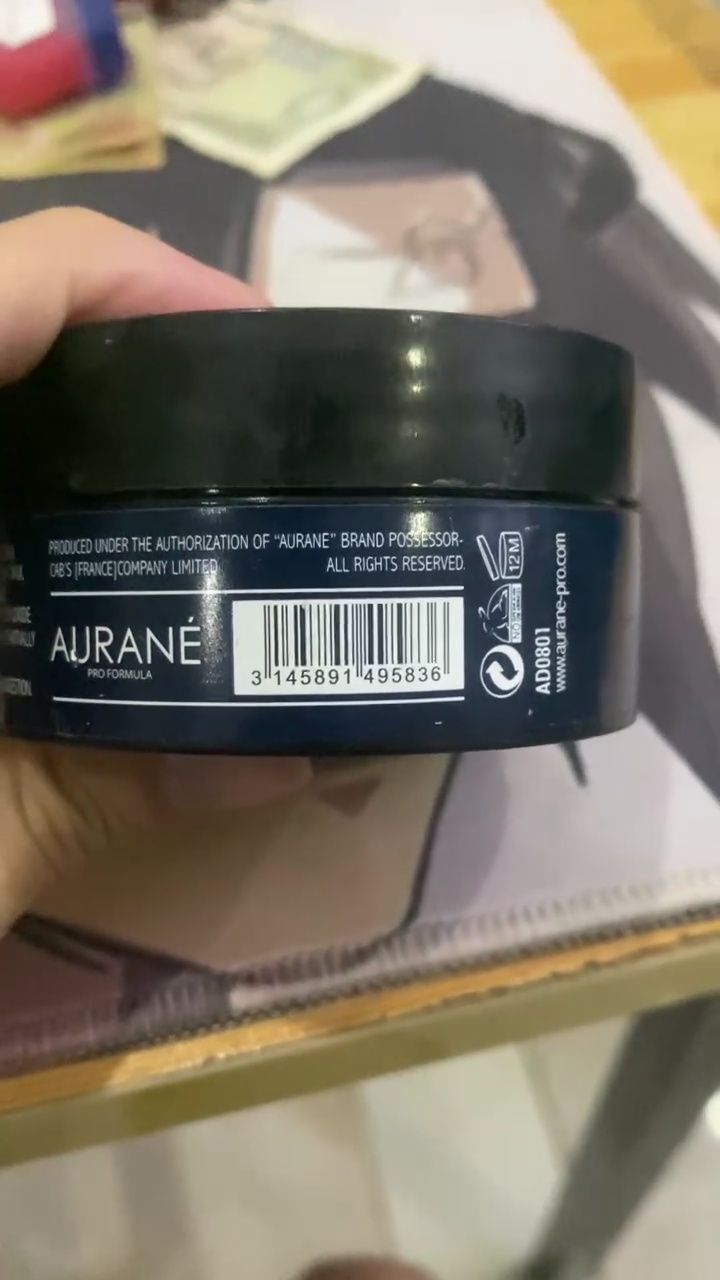 PRODUCED UNDER THE AUTHORIZATION OF "AURANE" BRAND POSSESSOR-
CAB'S [FRANCE]COMPANY LIMITED ALL RIGHTS RESERVED.
AURANÉ
PRO FORMULA
3 145891 495836
12 M
AD0801
www.aurane-pro.com